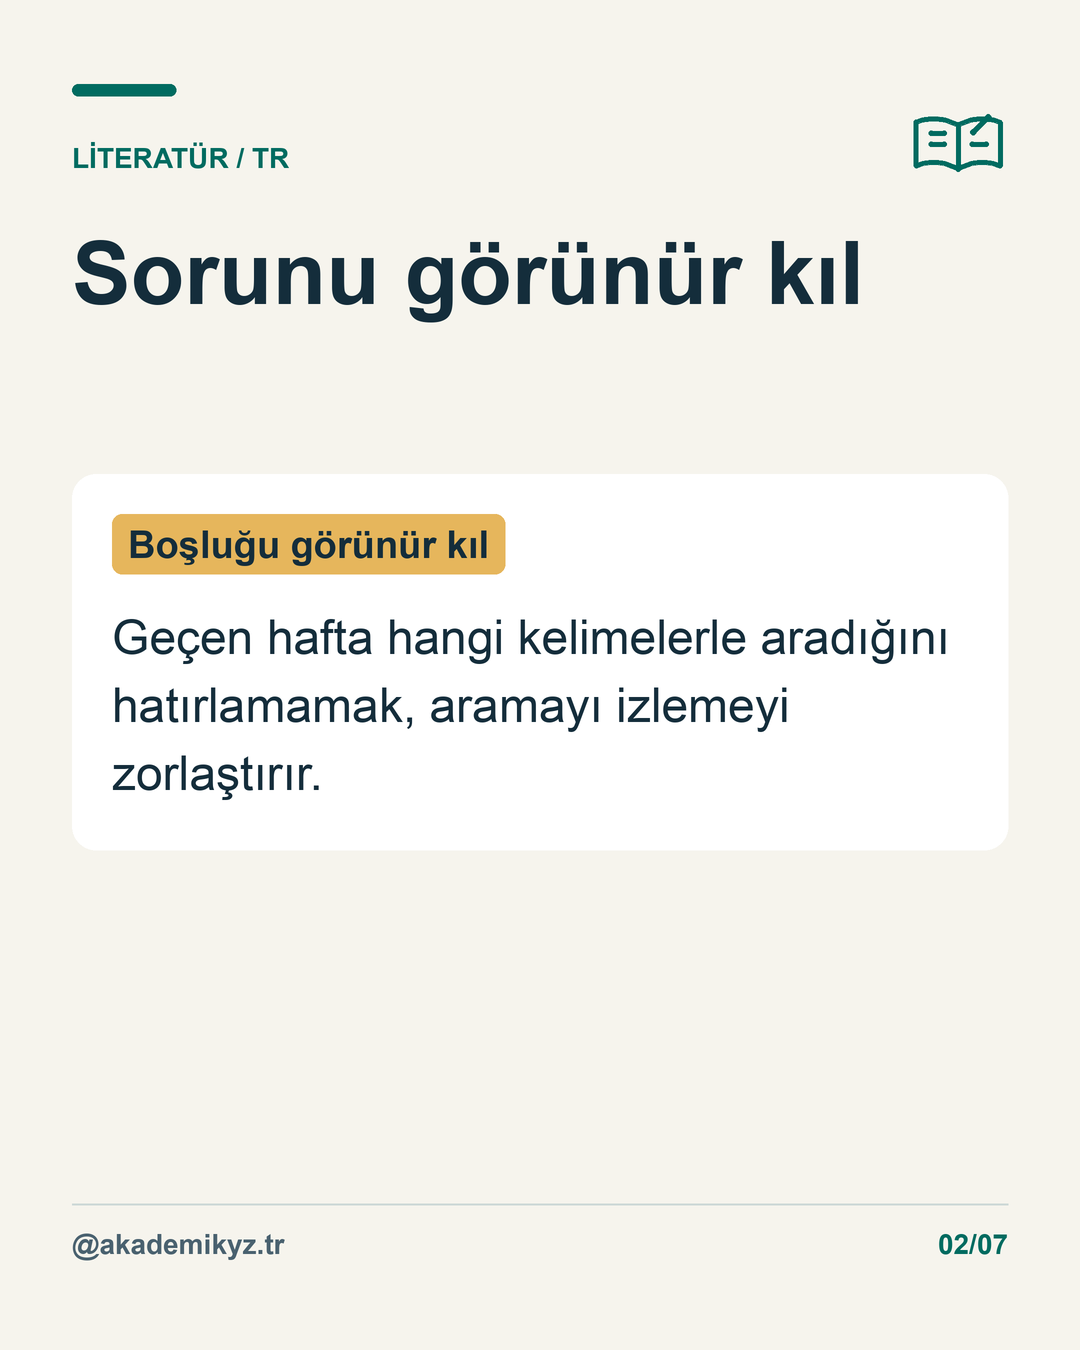 LİTERATÜR / TR
Sorunu görünür kıl
Boşluğu görünür kıl
Geçen hafta hangi kelimelerle aradığını
hatırlamamak, aramayı izlemeyi
zorlaştırır.
@akademikyz.tr
02/07